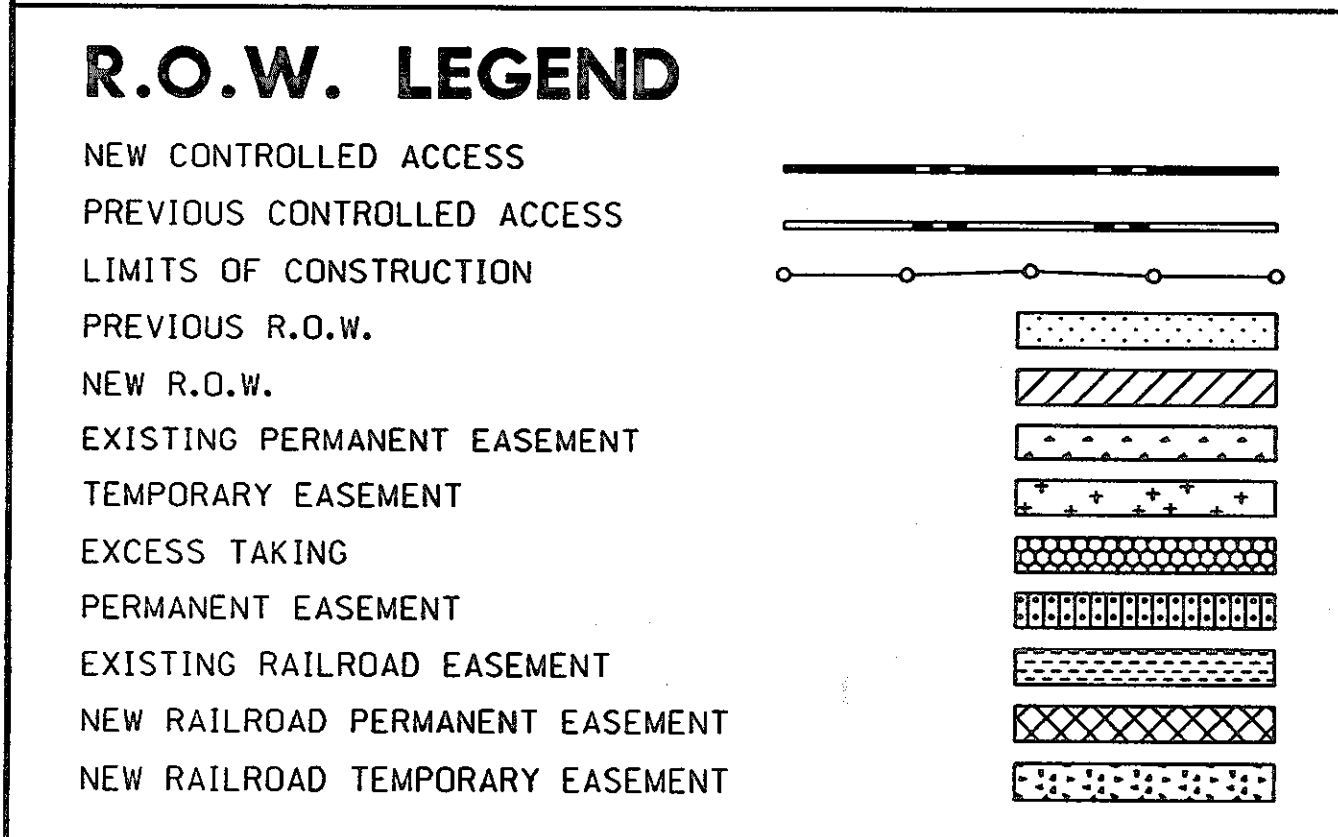 R.O.W. LEGEND
NEW CONTROLLED ACCESS
PREVIOUS CONTROLLED ACCESS
LIMITS OF CONSTRUCTION
PREVIOUS R.O.W.
NEW R.O.W.
EXISTING PERMANENT EASEMENT
TEMPORARY EASEMENT
EXCESS TAKING
PERMANENT EASEMENT
EXISTING RAILROAD EASEMENT
NEW RAILROAD PERMANENT EASEMENT
NEW RAILROAD TEMPORARY EASEMENT